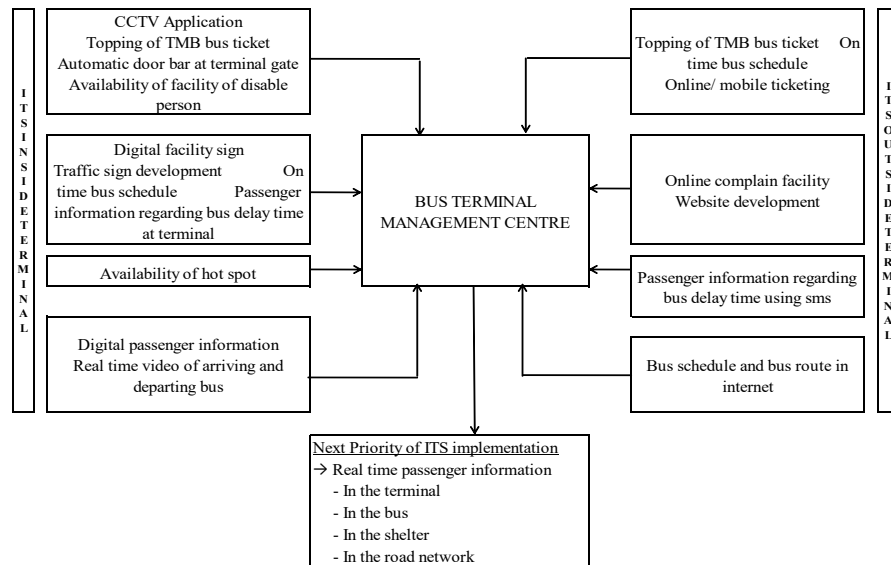 ITS INSIDE TERMINAL
CCTV Application
Topping of TMB bus ticket
Automatic door bar at terminal gate
Availability of facility of disable
person
Digital facility sign
Traffic sign development On
time bus schedule Passenger
information regarding bus delay time
at terminal
Availability of hot spot
Digital passenger information
Real time video of arriving and
departing bus
BUS TERMINAL
MANAGEMENT CENTRE
Topping of TMB bus ticket On
time bus schedule
Online/ mobile ticketing
Online complain facility
Website development
Passenger information regarding
bus delay time using sms
Bus schedule and bus route in
internet
ITS OUTSIDE TERMINAL
Next Priority of ITS implementation
→ Real time passenger information
- In the terminal
- In the bus
- In the shelter
- In the road network